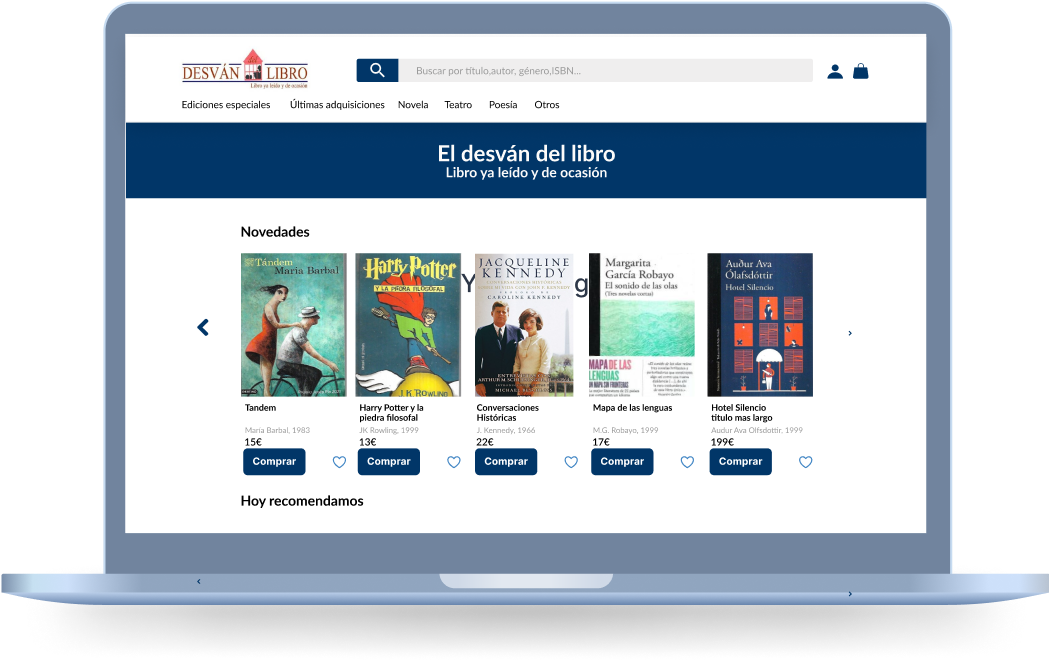 DESVÁN LIBRO
Libro ya leído y de ocasión
Buscar por título,autor, género,ISBN...
Ediciones especiales
Últimas adquisiciones
Novela
Teatro
Poesía
Otros
El desván del libro
Libro ya leído y de ocasión
Novedades
Tándem
Maria Barbal
Harry Potter
Y LA PIEDRA FILOSOFAL
J.K. ROWLING
JACQUELINE
KENNEDY
CONVERSACIONES HISTÓRICAS
CAROLINE KENNEDY
Y
g
Margarita
García Robayo
El sonido de las olas
(Tres novelas cortas)
MAPA DE LAS
LENGUAS
UN MAPA SIN FRONTERAS
Auður Ava
Ólafsdóttir
Hotel Silencio
Tandem
Maria Barbal, 1983
15€
Comprar
Harry Potter y la
piedra filosofal
JK Rowling, 1999
13€
Comprar
Conversaciones
Históricas
J. Kennedy, 1966
22€
Comprar
Mapa de las lenguas
M.G. Robayo, 1999
17€
Comprar
Hotel Silencio
titulo mas largo
Audur Ava Olfsdottir, 1999
199€
Comprar
Hoy recomendamos